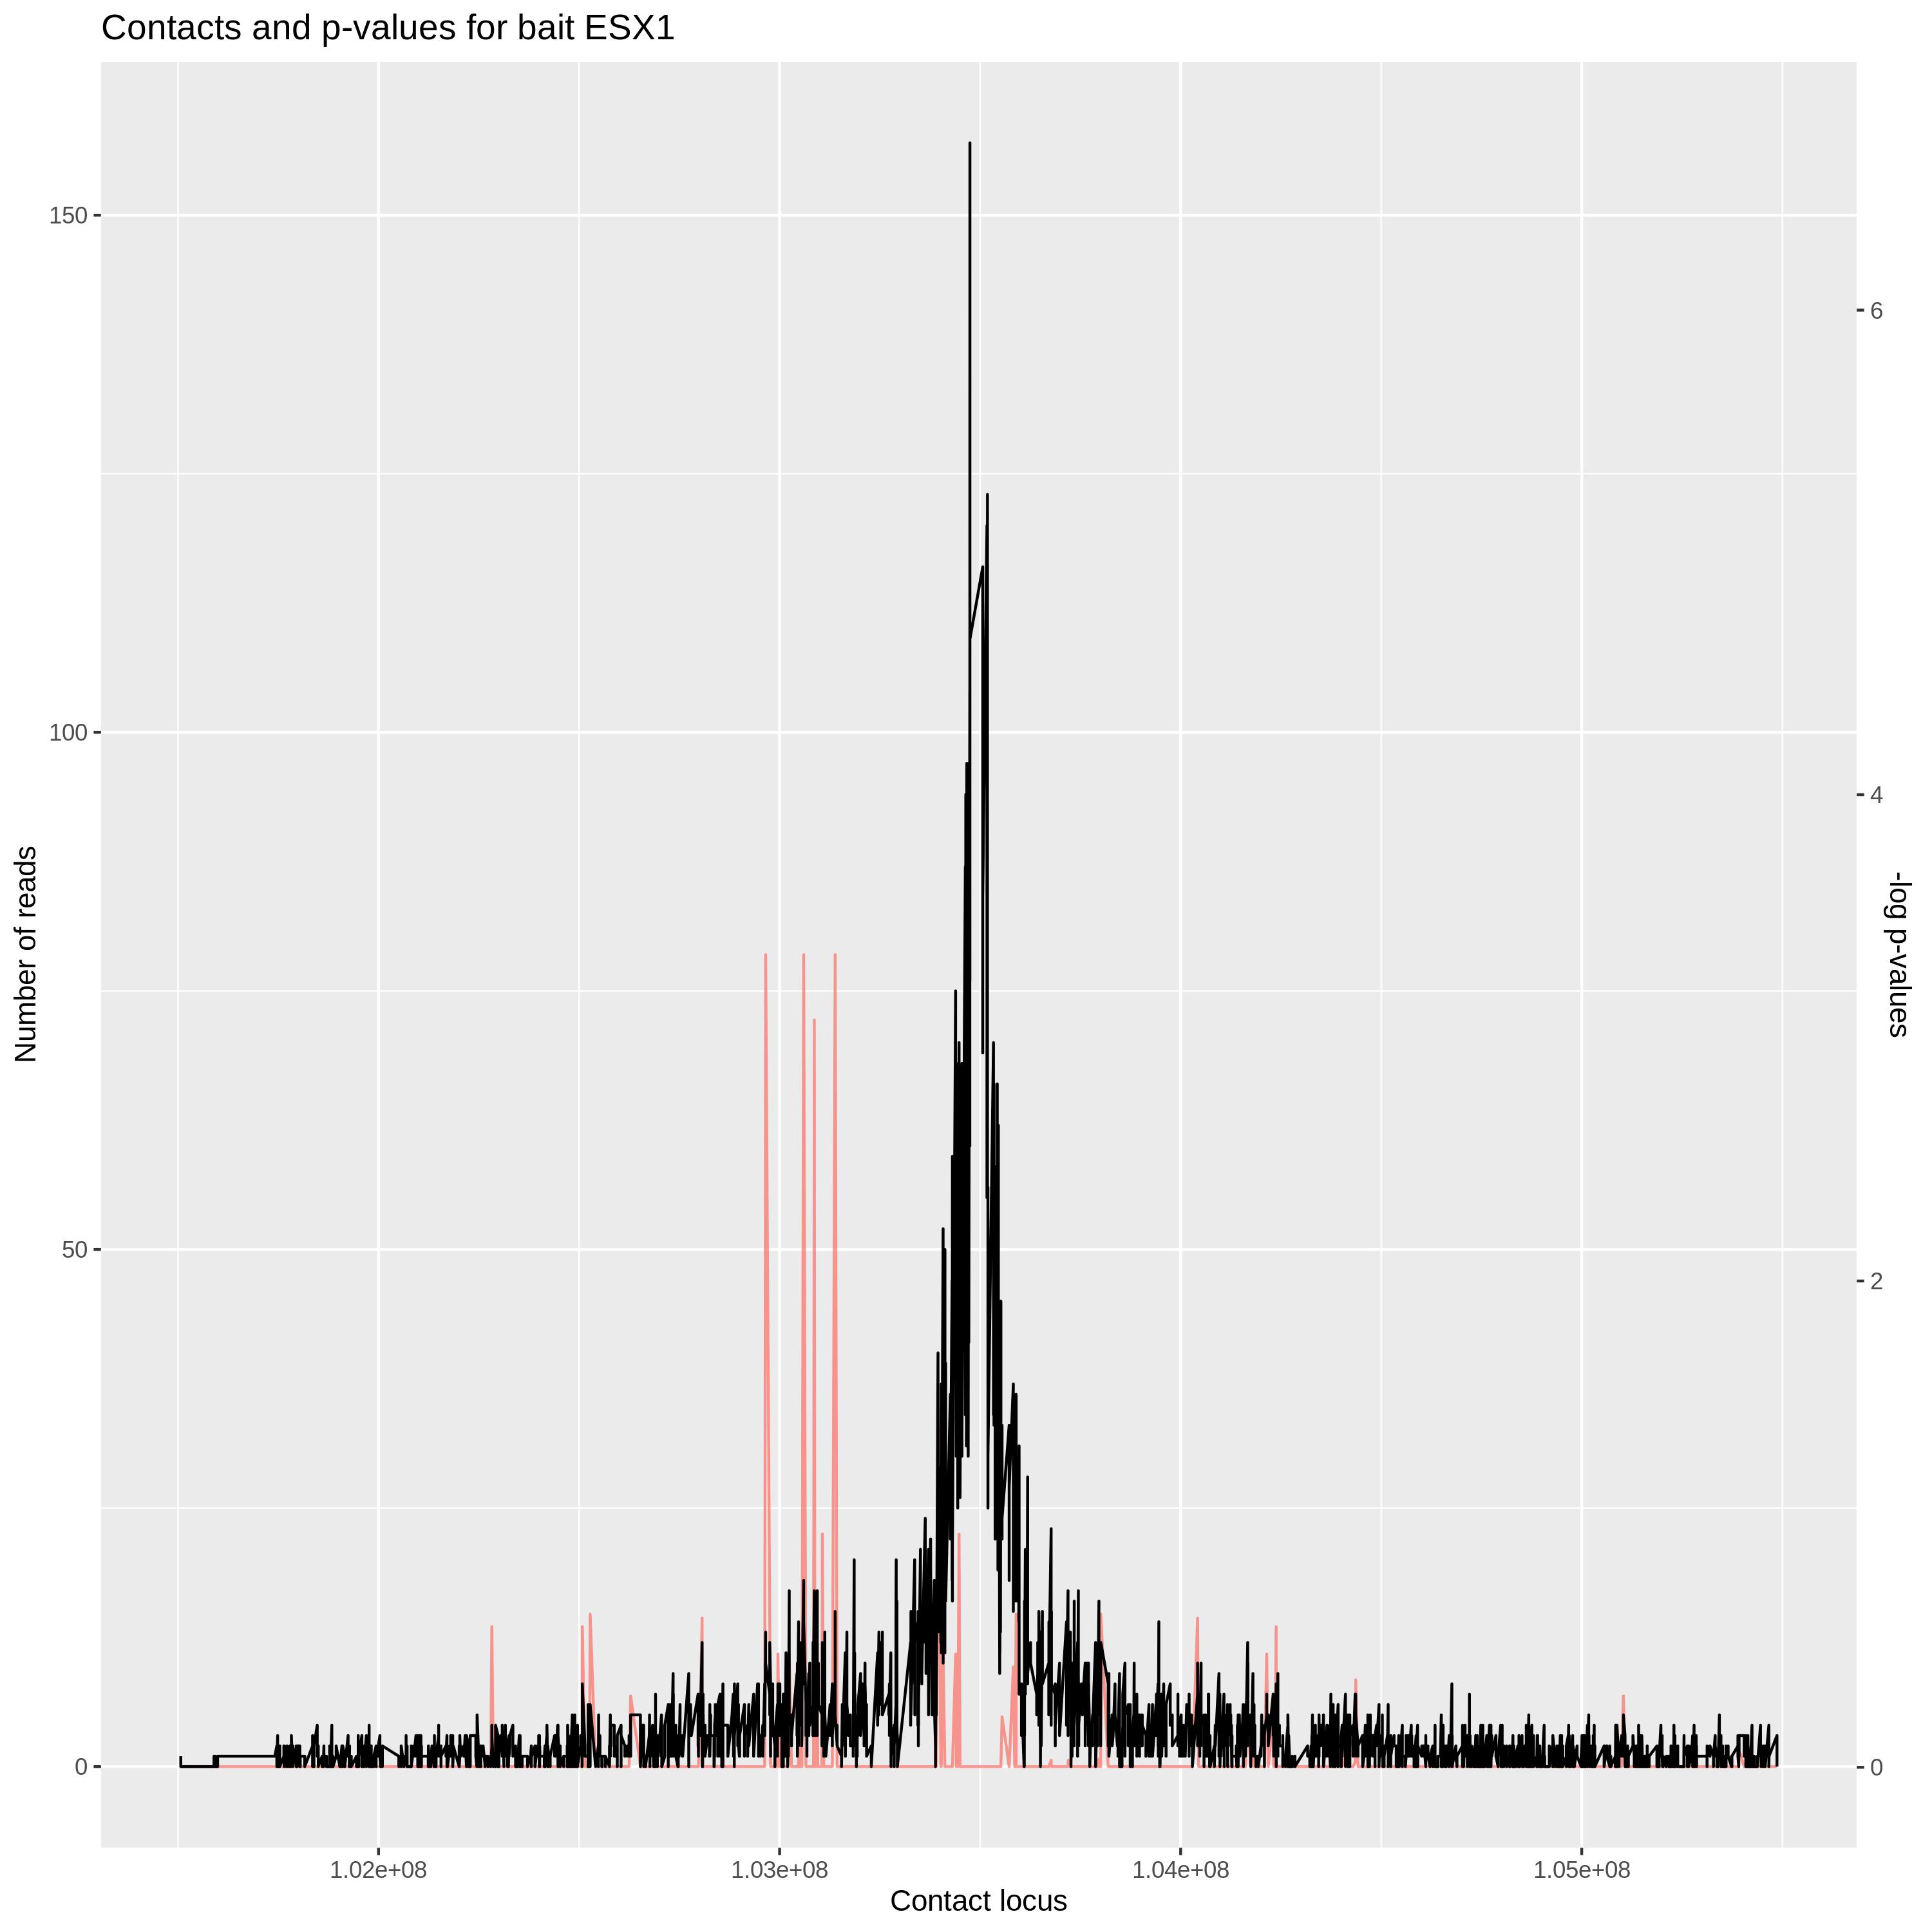 Contacts and p-values for bait ESX1
150
100
50
0
Number of reads
6
4
2
0
-log p-values
1.02e+08 1.03e+08 1.04e+08 1.05e+08
Contact locus